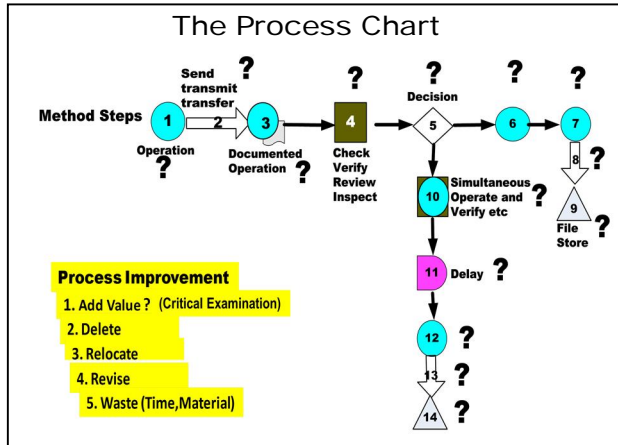 The Process Chart
Send
transmit
transfer
?
?
?
?
?
Decision
Method Steps
1
2
3
4
5
6
7
Operation
?
Documented
Operation
?
Check
Verify
Review
Inspect
8
?
10
Simultaneous
Operate and
Verify etc
?
9
File
Store
?
11
Delay
?
Process Improvement
1. Add Value ? (Critical Examination)
2. Delete
3. Relocate
4. Revise
5. Waste (Time,Material)
12
?
13
?
14
?